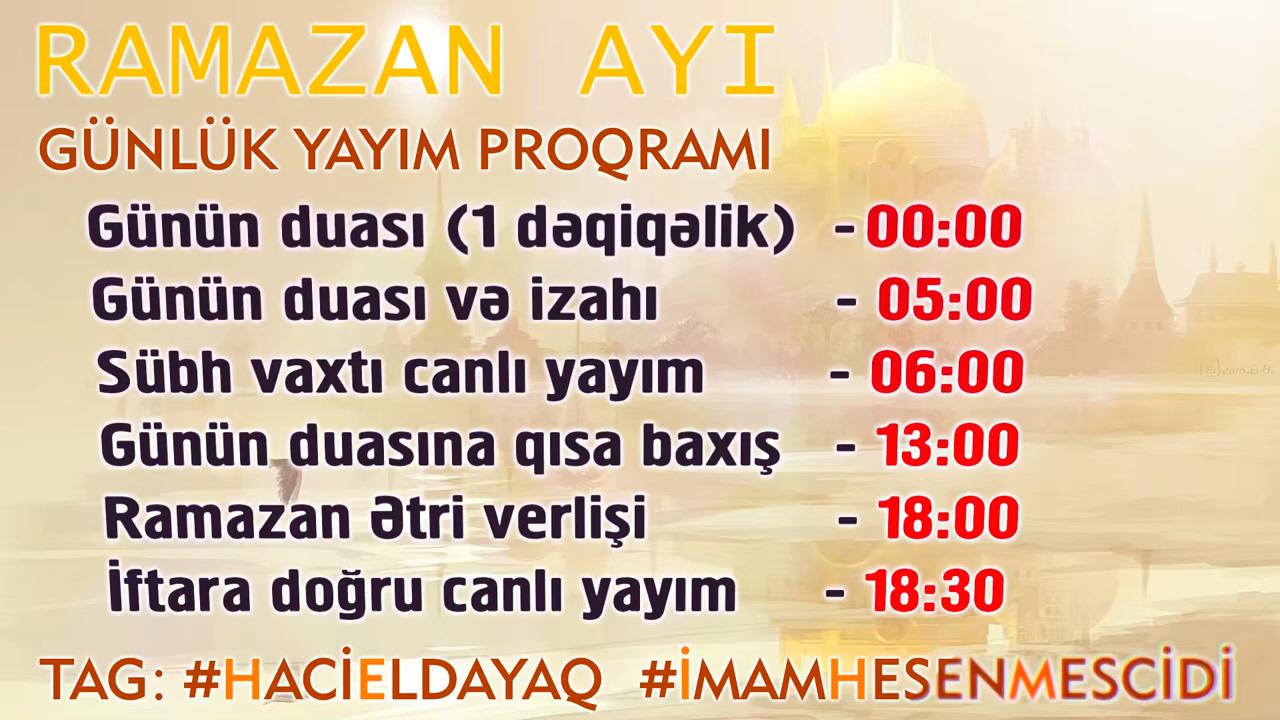 RAMAZAN AYI
GÜNLÜK YAYIM PROQRAMI
Günün duası (1 dəqiqəlik) - 00:00
Günün duası və izahı - 05:00
Sübh vaxtı canlı yayım - 06:00
Günün duasına qısa baxış - 13:00
Ramazan Ətri verlişi - 18:00
İftara doğru canlı yayım - 18:30
TAG: #HACİELDAYAQ #İMAMHESENMESCİDİ